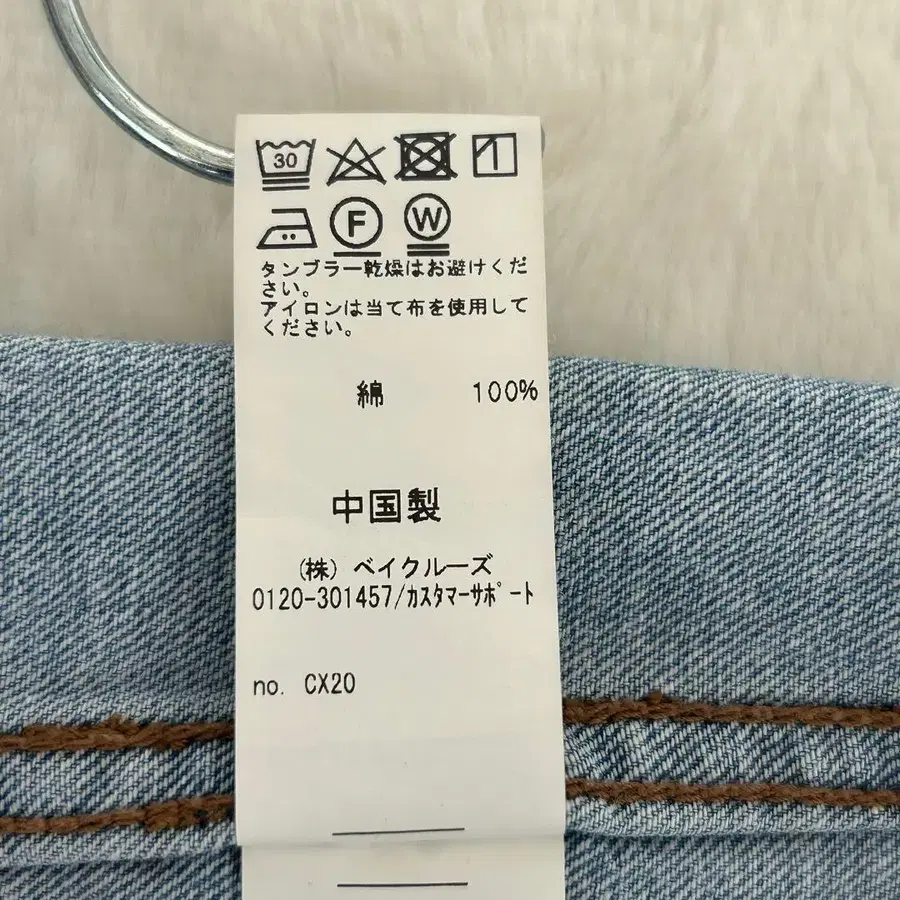 30
F W
タンブラー乾燥はお避けくだ
さい。
アイロンは当て布を使用して
ください。
綿 100%
中国製
(株) ベイクルーズ
0120-301457/ｶｽﾀﾏｰｻﾎﾟｰﾄ
no. CX20